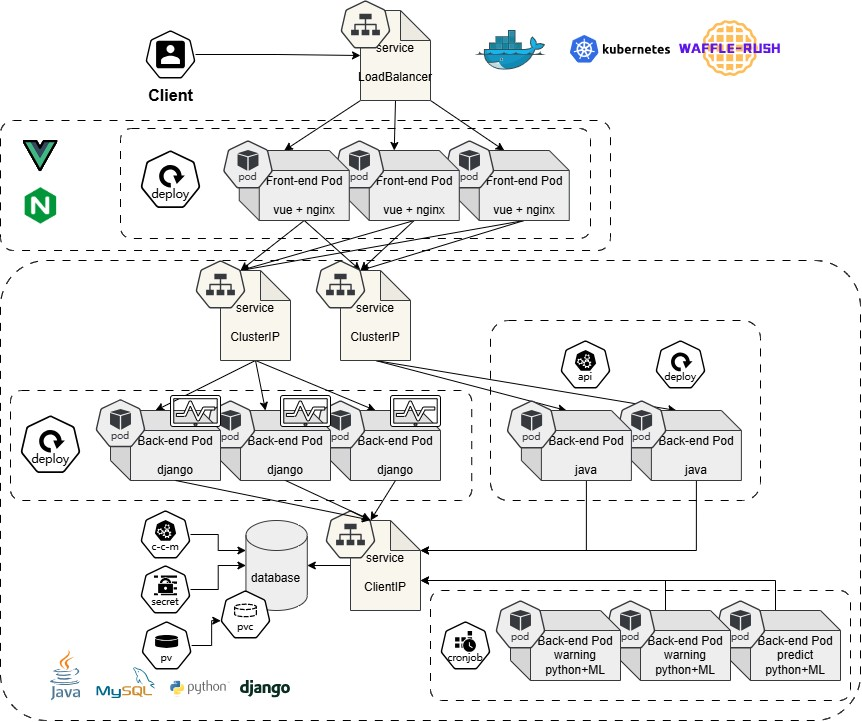 service
LoadBalancer
kubernetes
WAFFLE-RUSH
Client
deploy
pod
Front-end Pod
vue + nginx
pod
Front-end Pod
vue + nginx
pod
Front-end Pod
vue + nginx
N
service
ClusterIP
service
ClusterIP
api
deploy
deploy
pod
Back-end Pod
django
pod
Back-end Pod
django
pod
Back-end Pod
django
pod
Back-end Pod
java
pod
Back-end Pod
java
c-c-m
secret
pv
pvc
database
service
ClientIP
cronjob
pod
Back-end Pod
warning
python+ML
pod
Back-end Pod
warning
python+ML
pod
Back-end Pod
predict
python+ML
Java
MySQL
python
django